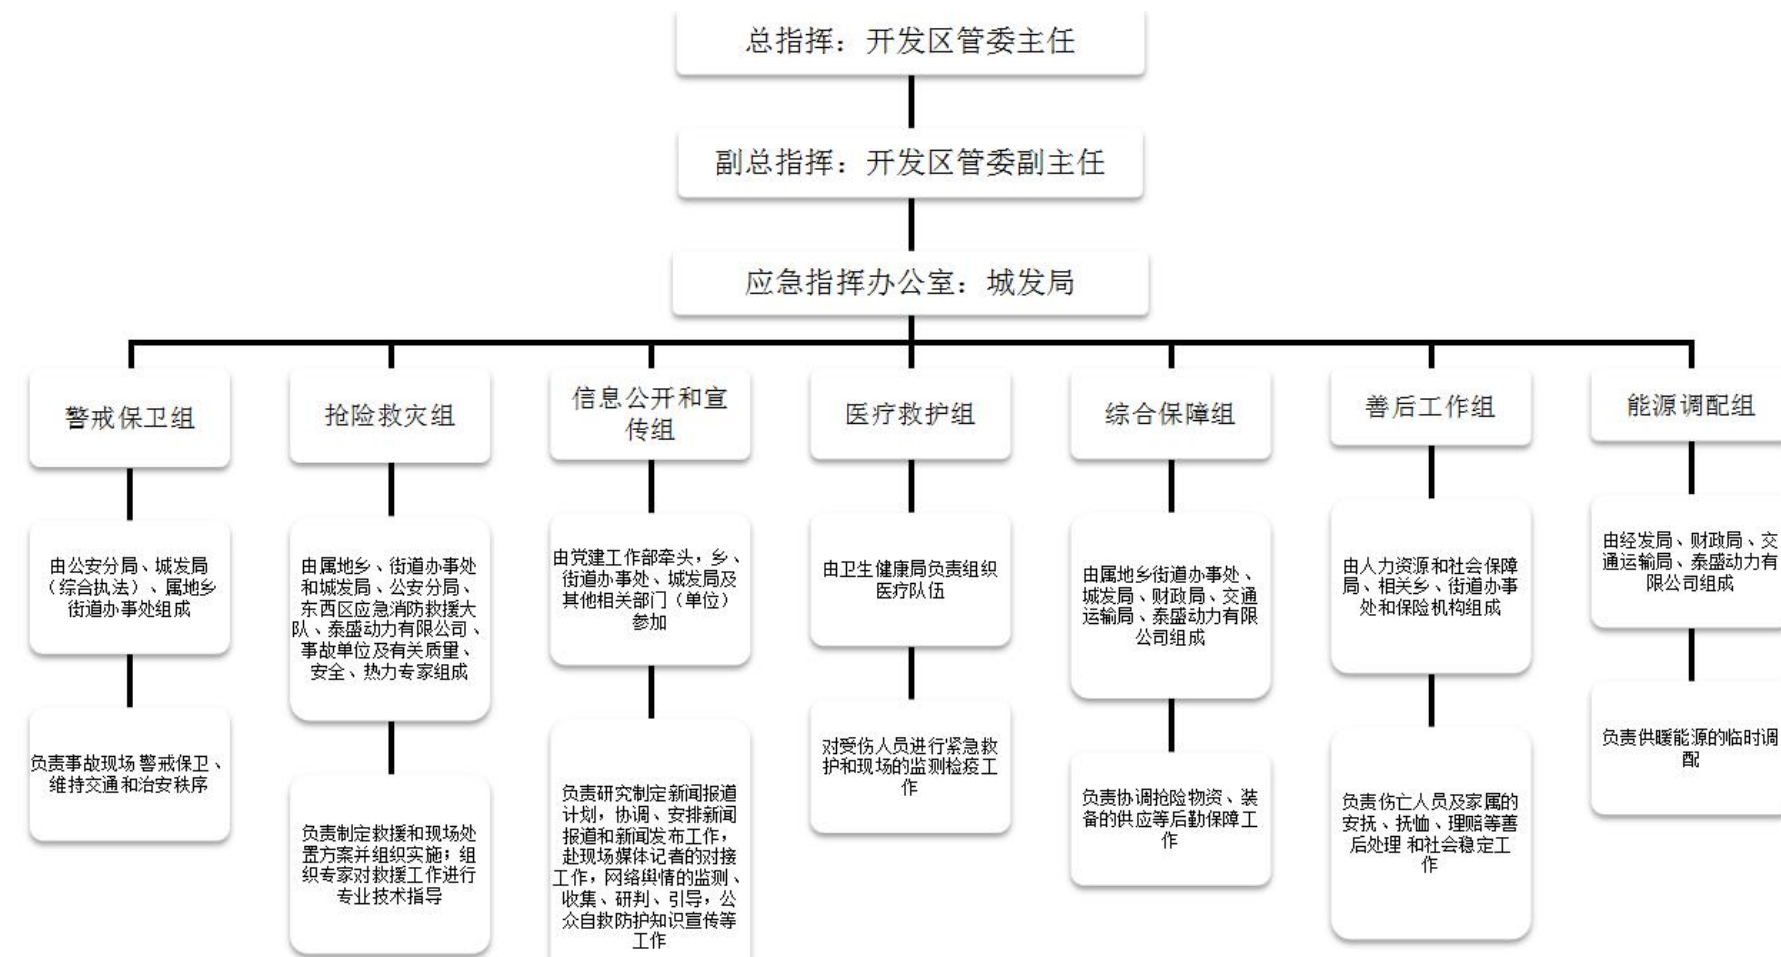 总指挥：开发区管委主任
副总指挥：开发区管委副主任
应急指挥办公室：城发局
警戒保卫组
由公安分局、城发局
（综合执法）、属地乡
街道办事处组成
负责事故现场 警戒保卫、
维持交通和治安秩序
抢险救灾组
由属地乡、街道办事处
和城发局、公安分局、
东西区应急消防救援大
队、泰盛动力有限公司、
事故单位及有关质量、
安全、热力专家组成
负责制定救援和现场处
置方案并组织实施；组
织专家对救援工作进行
专业技术指导
信息公开和宣
传组
由党建工作部牵头，乡、
街道办事处、城发局及
其他相关部门（单位）
参加
负责研究制定新闻报道
计划，协调、安排新闻
报道和新闻发布工作，
赴现场媒体记者的对接
工作，网络舆情的监测、
收集、研判、引导，公
众自救防护知识宣传等
工作
医疗救护组
由卫生健康局负责组织
医疗队伍
对受伤人员进行紧急救
护和现场的监测检疫工
作
综合保障组
由属地乡街道办事处、
城发局、财政局、交通
运输局、泰盛动力有限
公司组成
负责协调抢险物资、装
备的供应等后勤保障工
作
善后工作组
由人力资源和社会保障
局、相关乡、街道办事
处和保险机构组成
负责伤亡人员及家属的
安抚、抚恤、理赔等善
后处理 和社会稳定工
作
能源调配组
由经发局、财政局、交
通运输局、泰盛动力有
限公司组成
负责供暖能源的临时调
配